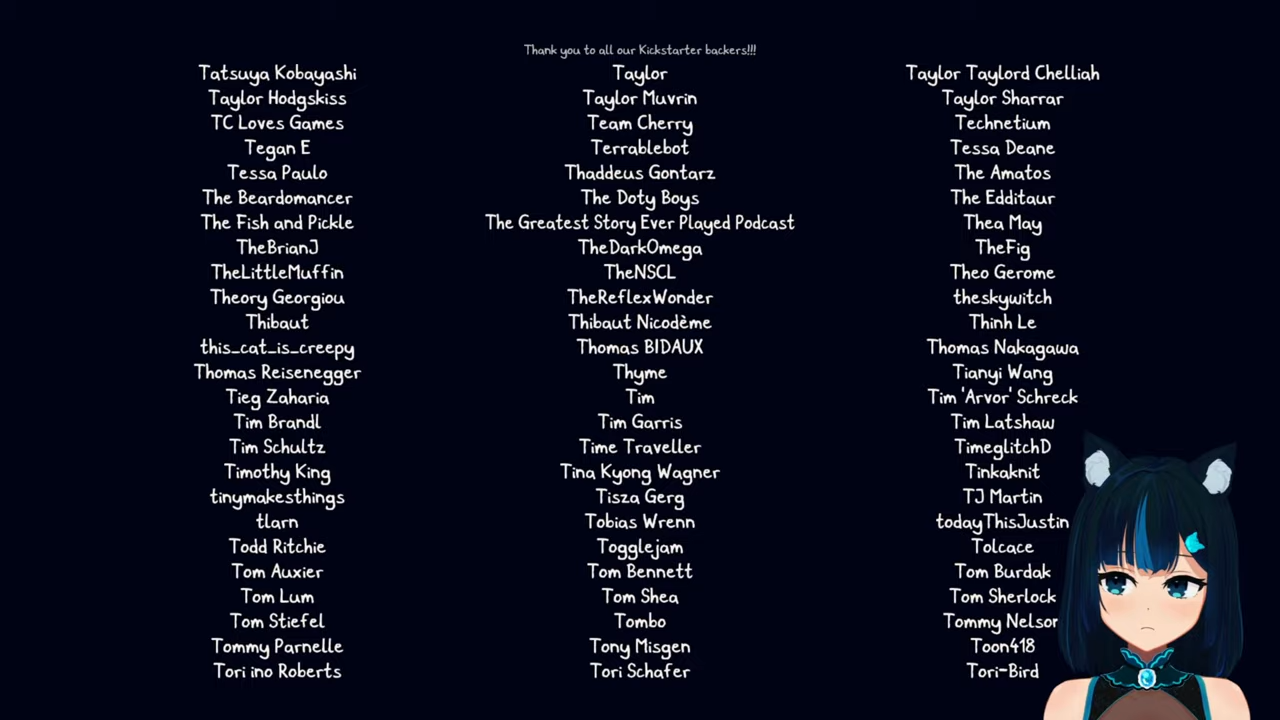 Thank you to all our Kickstarter backers!!!
Tatsuya Kobayashi Taylor Taylor Taylord Chelliah
Taylor Hodgskiss Taylor Muvrin Taylor Sharrar
TC Loves Games Team Cherry Technetium
Tegan E Terrablebot Tessa Deane
Tessa Paulo Thaddeus Gontarz The Amatos
The Beardomancer The Doty Boys The Edditaur
The Fish and Pickle The Greatest Story Ever Played Podcast Thea May
TheBrianJ TheDarkOmega TheFig
TheLittleMuffin TheNSCL Theo Gerome
Theory Georgiou TheReflexWonder theskywitch
Thibaut Thibaut Nicodème Thinh Le
this_cat_is_creepy Thomas BIDAUX Thomas Nakagawa
Thomas Reisenegger Thyme Tianyi Wang
Tieg Zaharia Tim Tim 'Arvor' Schreck
Tim Brandl Tim Garris Tim Latshaw
Tim Schultz Time Traveller TimeglitchD
Timothy King Tina Kyong Wagner Tinkaknit
tinymakesthings Tisza Gerg TJ Martin
tlarn Tobias Wrenn todayThisJustin
Todd Ritchie Togglejam Tolcace
Tom Auxier Tom Bennett Tom Burdak
Tom Lum Tom Shea Tom Sherlock
Tom Stiefel Tombo Tommy Nelson
Tommy Parnelle Tony Misgen Toon418
Tori ino Roberts Tori Schafer Tori-Bird